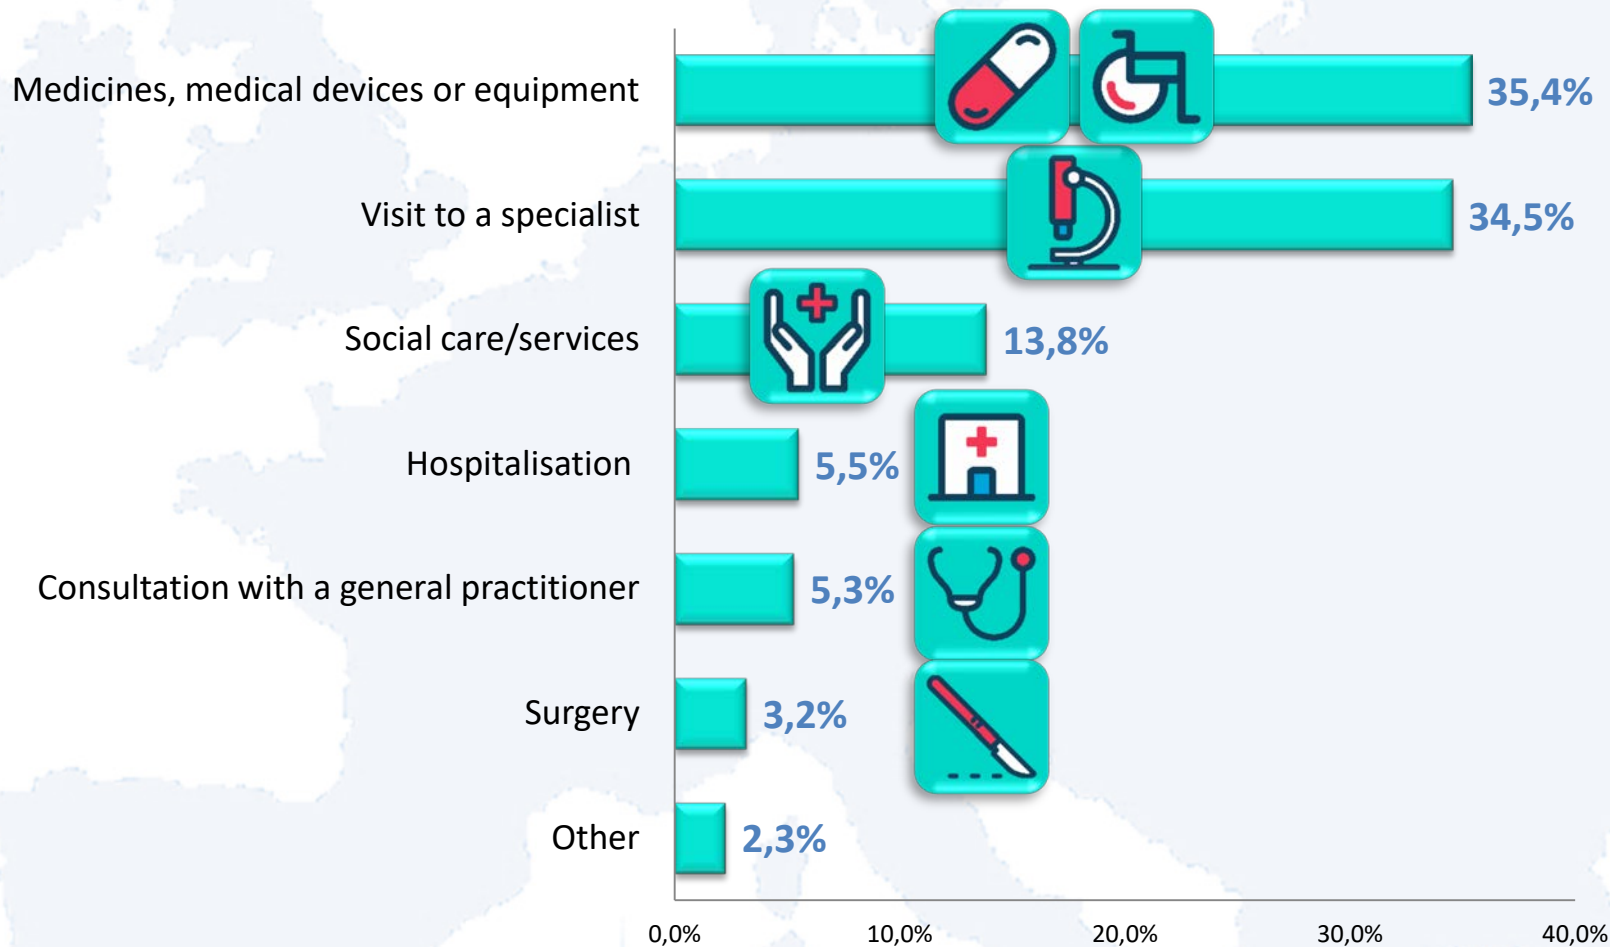 Medicines, medical devices or equipment
35,4%
Visit to a specialist
34,5%
Social care/services
13,8%
Hospitalisation
5,5%
Consultation with a general practitioner
5,3%
Surgery
3,2%
Other
2,3%
0,0% 10,0% 20,0% 30,0% 40,0%